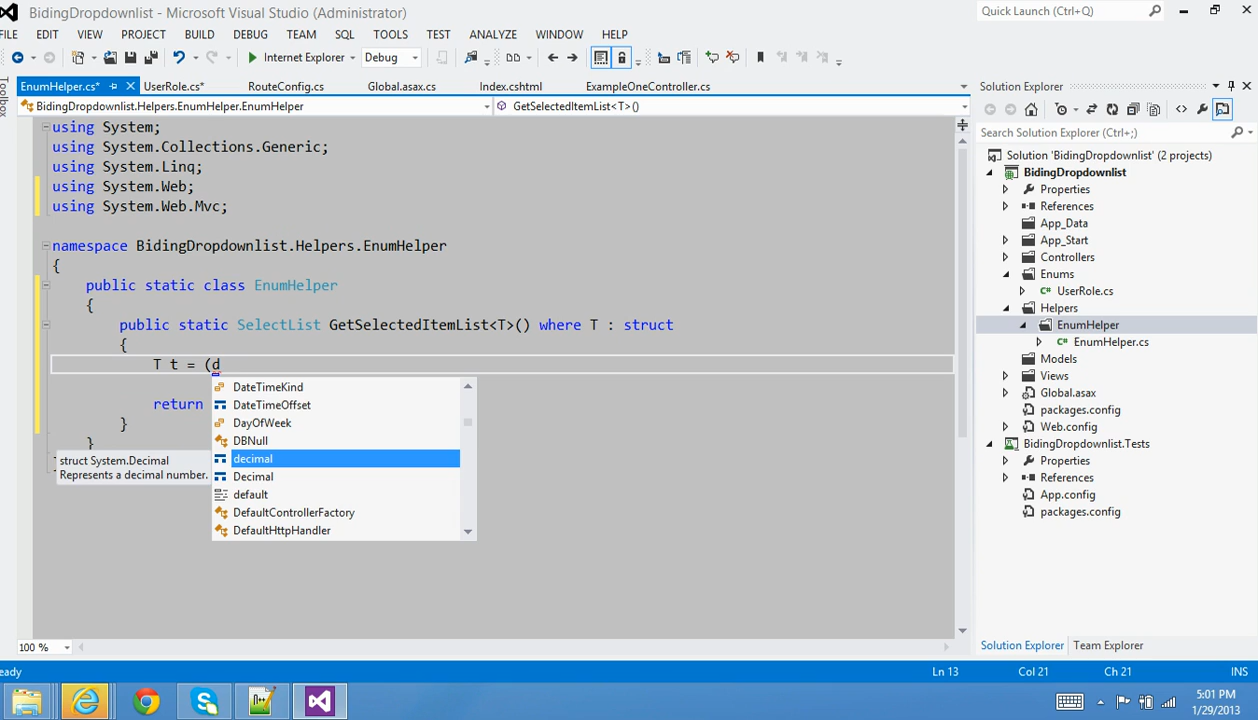 BidingDropdownlist - Microsoft Visual Studio (Administrator)
Quick Launch (Ctrl+Q)
FILE EDIT VIEW PROJECT BUILD DEBUG TEAM SQL TOOLS TEST ANALYZE WINDOW HELP
Internet Explorer Debug
Toolbox
EnumHelper.cs* UserRole.cs* RouteConfig.cs Global.asax.cs Index.cshtml ExampleOneController.cs
BidingDropdownlist.Helpers.EnumHelper.EnumHelper GetSelectedItemList<T>()
using System;
using System.Collections.Generic;
using System.Linq;
using System.Web;
using System.Web.Mvc;
namespace BidingDropdownlist.Helpers.EnumHelper
{
public static class EnumHelper
{
public static SelectList GetSelectedItemList<T>() where T : struct
{
T t = (d
return
}
}
DateTimeKind
DateTimeOffset
DayOfWeek
DBNull
decimal
Decimal
default
DefaultControllerFactory
DefaultHttpHandler
struct System.Decimal
Represents a decimal number.
100 %
Solution Explorer
Search Solution Explorer (Ctrl+;)
Solution 'BidingDropdownlist' (2 projects)
BidingDropdownlist
Properties
References
App_Data
App_Start
Controllers
Enums
UserRole.cs
Helpers
EnumHelper
EnumHelper.cs
Models
Views
Global.asax
packages.config
Web.config
BidingDropdownlist.Tests
Properties
References
App.config
packages.config
Solution Explorer Team Explorer
eady Ln 13 Col 21 Ch 21 INS
5:01 PM
1/29/2013